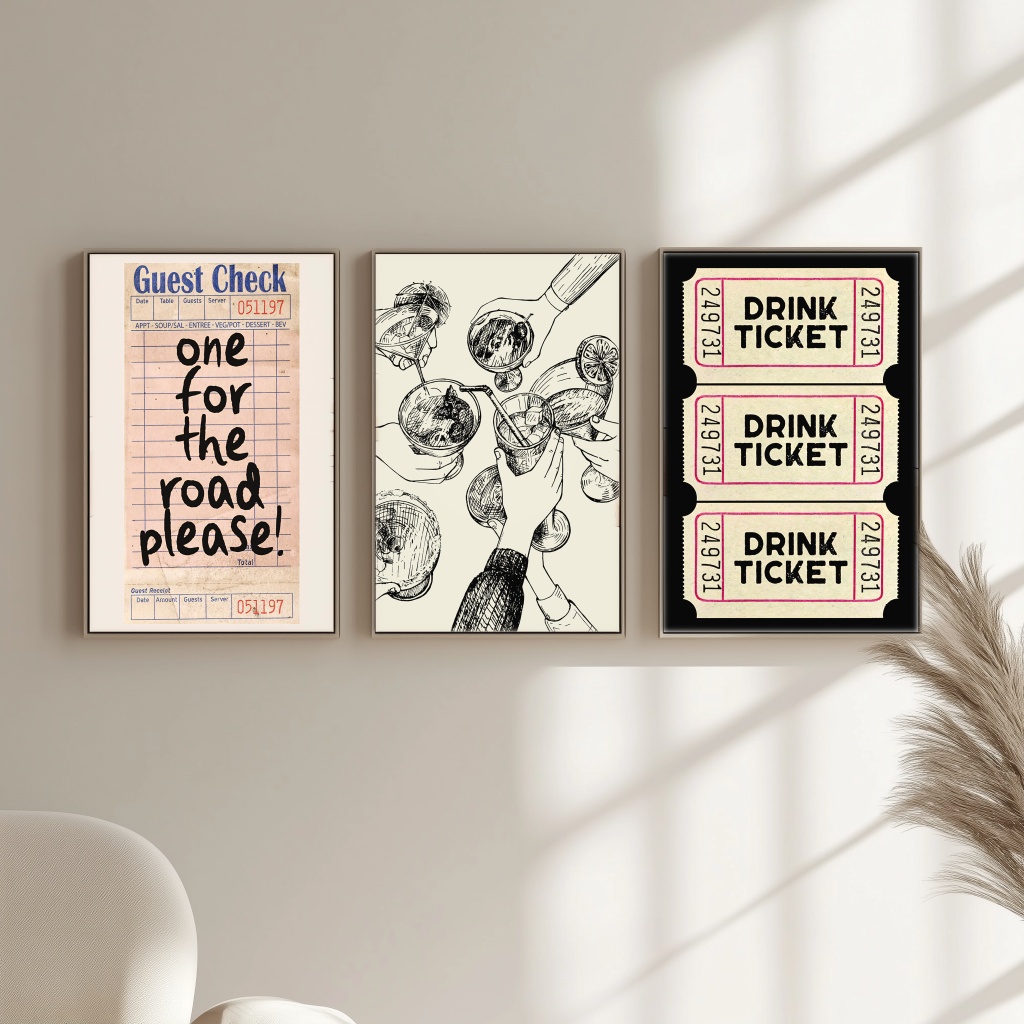 Guest Check
Date Table Guests Server 051197
APPT - SOUP/SAL - ENTREE - VEG/POT - DESSERT - BEV
one
for
the
road
please!
Total
Guest Receipt
Date Amount Guests Server 051197
249731 DRINK TICKET 249731
249731 DRINK TICKET 249731
249731 DRINK TICKET 249731